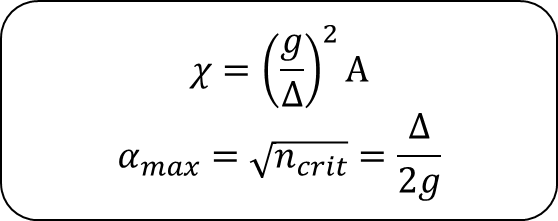 χ = (g/Δ)² A
α_max = √n_crit = Δ/2g